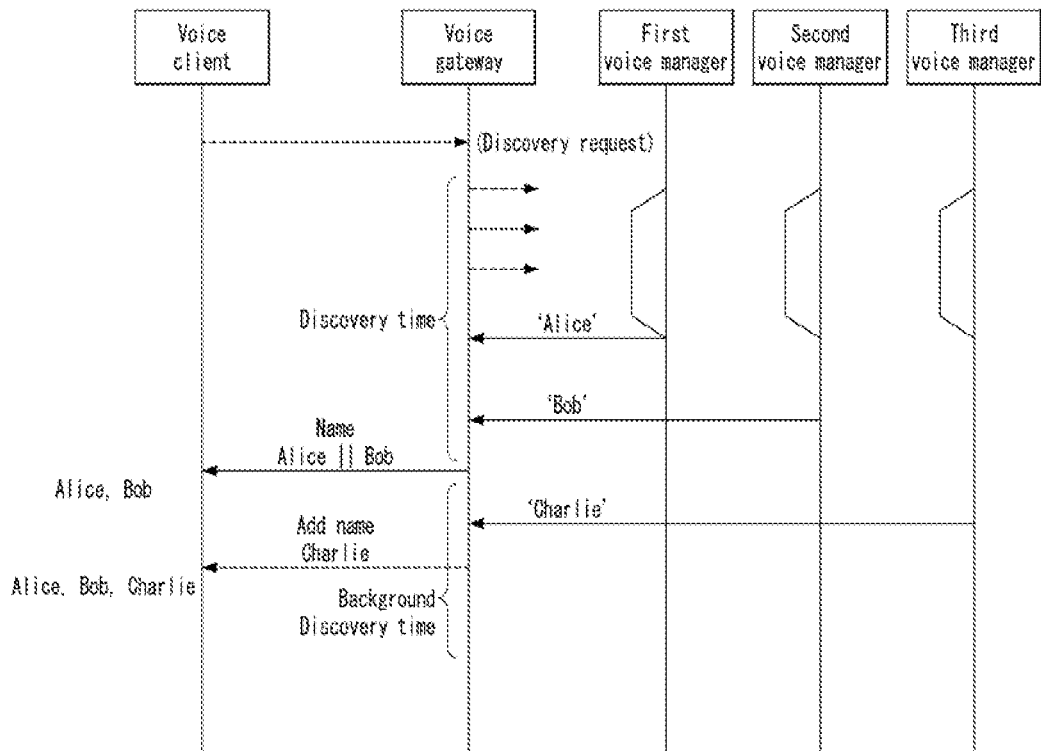 Voice
client
Voice
gateway
First
voice manager
Second
voice manager
Third
voice manager
(Discovery request)
Discovery time
'Alice'
'Bob'
Name
Alice || Bob
Alice, Bob
'Charlie'
Add name
Charlie
Alice, Bob, Charlie
Background
Discovery time